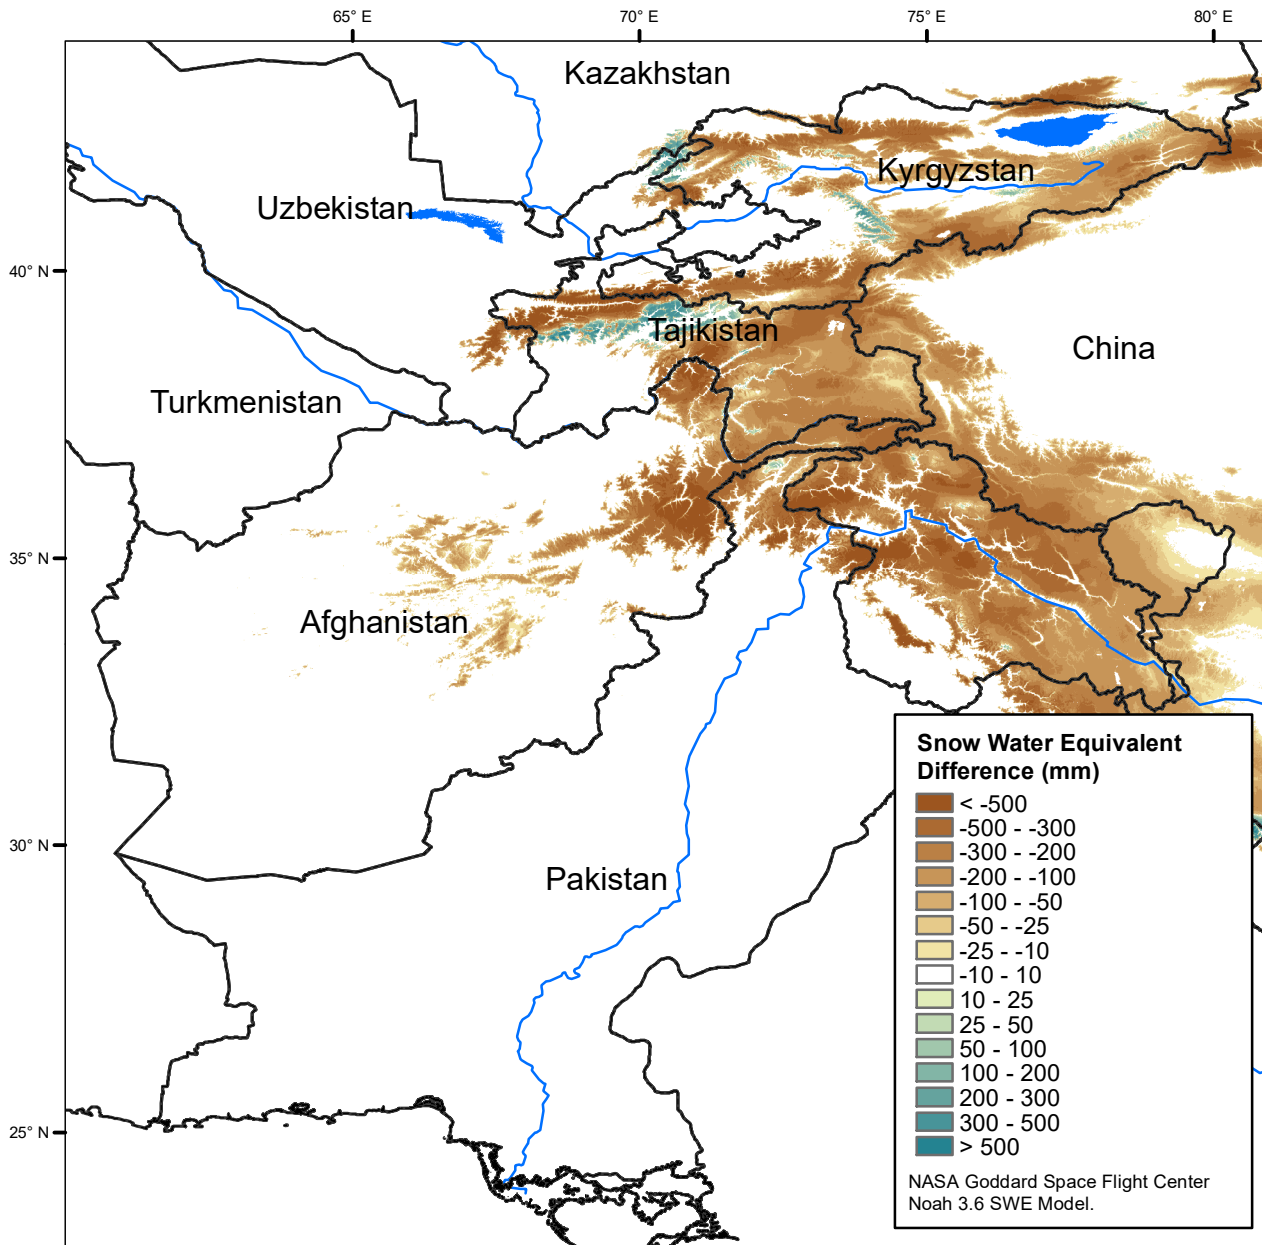 65° E
70° E
75° E
80° E
Kazakhstan
Kyrgyzstan
Uzbekistan
40° N
Tajikistan
China
Turkmenistan
35° N
Afghanistan
Snow Water Equivalent
Difference (mm)
< -500
-500 - -300
-300 - -200
-200 - -100
-100 - -50
-50 - -25
-25 - -10
-10 - 10
10 - 25
25 - 50
50 - 100
100 - 200
200 - 300
300 - 500
> 500
NASA Goddard Space Flight Center
Noah 3.6 SWE Model.
30° N
Pakistan
25° N